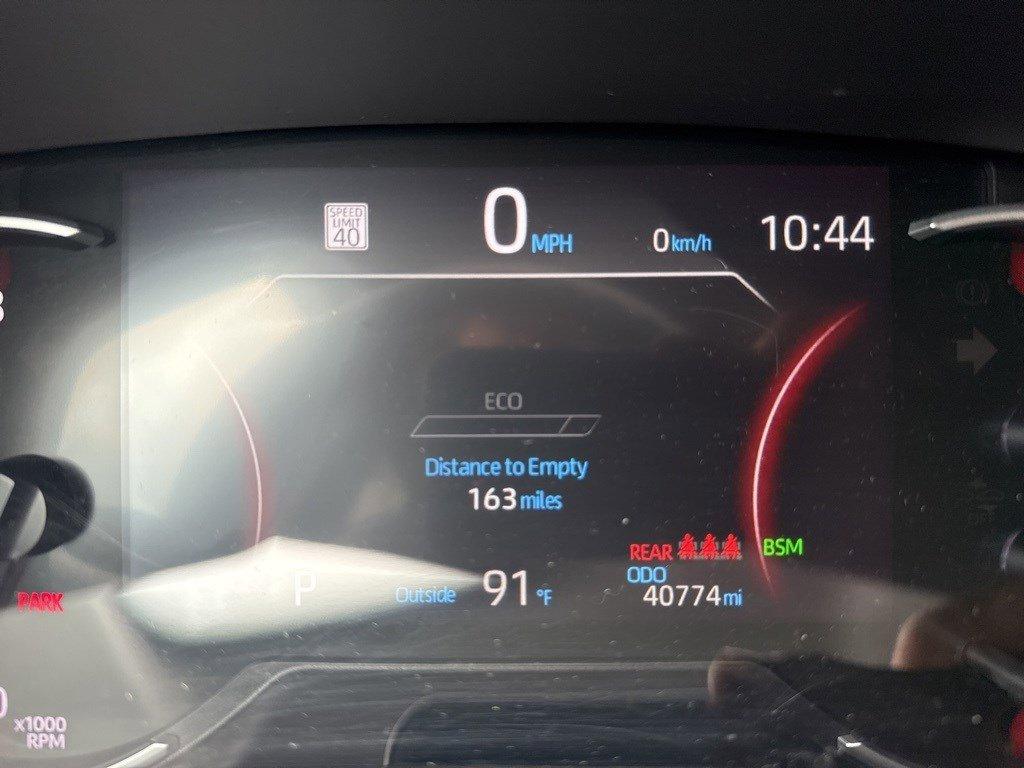 SPEED
LIMIT
40
0 MPH
0 km/h
10:44
ECO
Distance to Empty
163 miles
REAR
BSM
PARK
P
Outside 91 °F
ODO
40774 mi
x1000
RPM